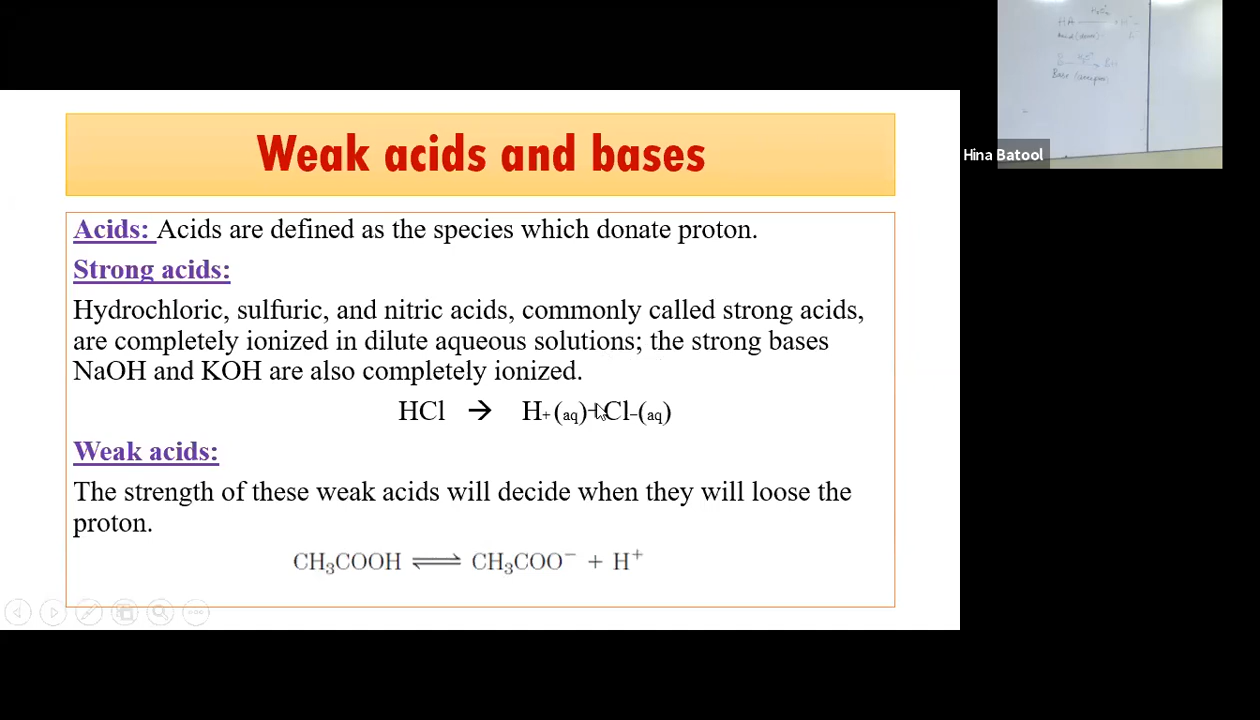 Weak acids and bases
Acids: Acids are defined as the species which donate proton.
Strong acids:
Hydrochloric, sulfuric, and nitric acids, commonly called strong acids,
are completely ionized in dilute aqueous solutions; the strong bases
NaOH and KOH are also completely ionized.
HCl → H+(aq)+Cl-(aq)
Weak acids:
The strength of these weak acids will decide when they will loose the
proton.
CH₃COOH ⇌ CH₃COO⁻ + H⁺
HA
Base
Hina Batool